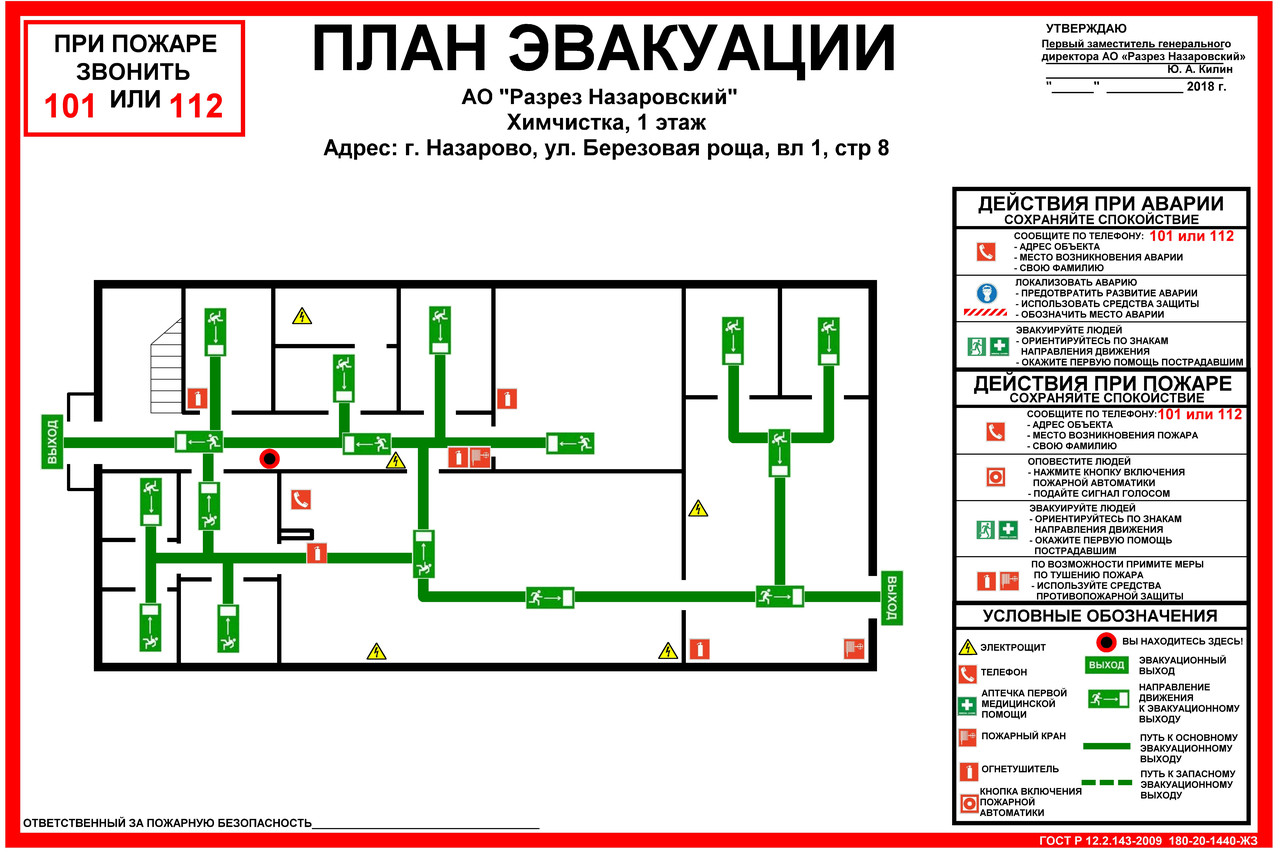 ПРИ ПОЖАРЕ
ЗВОНИТЬ
101 ИЛИ 112
ПЛАН ЭВАКУАЦИИ
АО "Разрез Назаровский"
Химчистка, 1 этаж
Адрес: г. Назарово, ул. Березовая роща, вл 1, стр 8
УТВЕРЖДАЮ
Первый заместитель генерального
директора АО «Разрез Назаровский»
Ю. А. Килин
"______" ____________ 2018 г.
ВЫХОД
ВЫХОД
ДЕЙСТВИЯ ПРИ АВАРИИ
СОХРАНЯЙТЕ СПОКОЙСТВИЕ
СООБЩИТЕ ПО ТЕЛЕФОНУ: 101 или 112
- АДРЕС ОБЪЕКТА
- МЕСТО ВОЗНИКНОВЕНИЯ АВАРИИ
- СВОЮ ФАМИЛИЮ
ЛОКАЛИЗОВАТЬ АВАРИЮ
- ПРЕДОТВРАТИТЬ РАЗВИТИЕ АВАРИИ
- ИСПОЛЬЗОВАТЬ СРЕДСТВА ЗАЩИТЫ
- ОБОЗНАЧИТЬ МЕСТО АВАРИИ
ЭВАКУИРУЙТЕ ЛЮДЕЙ
- ОРИЕНТИРУЙТЕСЬ ПО ЗНАКАМ
НАПРАВЛЕНИЯ ДВИЖЕНИЯ
- ОКАЖИТЕ ПЕРВУЮ ПОМОЩЬ ПОСТРАДАВШИМ
ДЕЙСТВИЯ ПРИ ПОЖАРЕ
СОХРАНЯЙТЕ СПОКОЙСТВИЕ
СООБЩИТЕ ПО ТЕЛЕФОНУ: 101 или 112
- АДРЕС ОБЪЕКТА
- МЕСТО ВОЗНИКНОВЕНИЯ ПОЖАРА
- СВОЮ ФАМИЛИЮ
ОПОВЕСТИТЕ ЛЮДЕЙ
- НАЖМИТЕ КНОПКУ ВКЛЮЧЕНИЯ
ПОЖАРНОЙ АВТОМАТИКИ
- ПОДАЙТЕ СИГНАЛ ГОЛОСОМ
ЭВАКУИРУЙТЕ ЛЮДЕЙ
- ОРИЕНТИРУЙТЕСЬ ПО ЗНАКАМ
НАПРАВЛЕНИЯ ДВИЖЕНИЯ
- ОКАЖИТЕ ПЕРВУЮ ПОМОЩЬ
ПОСТРАДАВШИМ
ПО ВОЗМОЖНОСТИ ПРИМИТЕ МЕРЫ
ПО ТУШЕНИЮ ПОЖАРА
- ИСПОЛЬЗУЙТЕ СРЕДСТВА
ПРОТИВОПОЖАРНОЙ ЗАЩИТЫ
УСЛОВНЫЕ ОБОЗНАЧЕНИЯ
ЭЛЕКТРОЩИТ
ТЕЛЕФОН
АПТЕЧКА ПЕРВОЙ
МЕДИЦИНСКОЙ
ПОМОЩИ
ПОЖАРНЫЙ КРАН
ОГНЕТУШИТЕЛЬ
КНОПКА ВКЛЮЧЕНИЯ
ПОЖАРНОЙ
АВТОМАТИКИ
ВЫ НАХОДИТЕСЬ ЗДЕСЬ!
ВЫХОД
ЭВАКУАЦИОННЫЙ
ВЫХОД
НАПРАВЛЕНИЕ
ДВИЖЕНИЯ
К ЭВАКУАЦИОННОМУ
ВЫХОДУ
ПУТЬ К ОСНОВНОМУ
ЭВАКУАЦИОННОМУ
ВЫХОДУ
ПУТЬ К ЗАПАСНОМУ
ЭВАКУАЦИОННОМУ
ВЫХОДУ
ОТВЕТСТВЕННЫЙ ЗА ПОЖАРНУЮ БЕЗОПАСНОСТЬ____________________________________
ГОСТ Р 12.2.143-2009 180-20-1440-ЖЗ